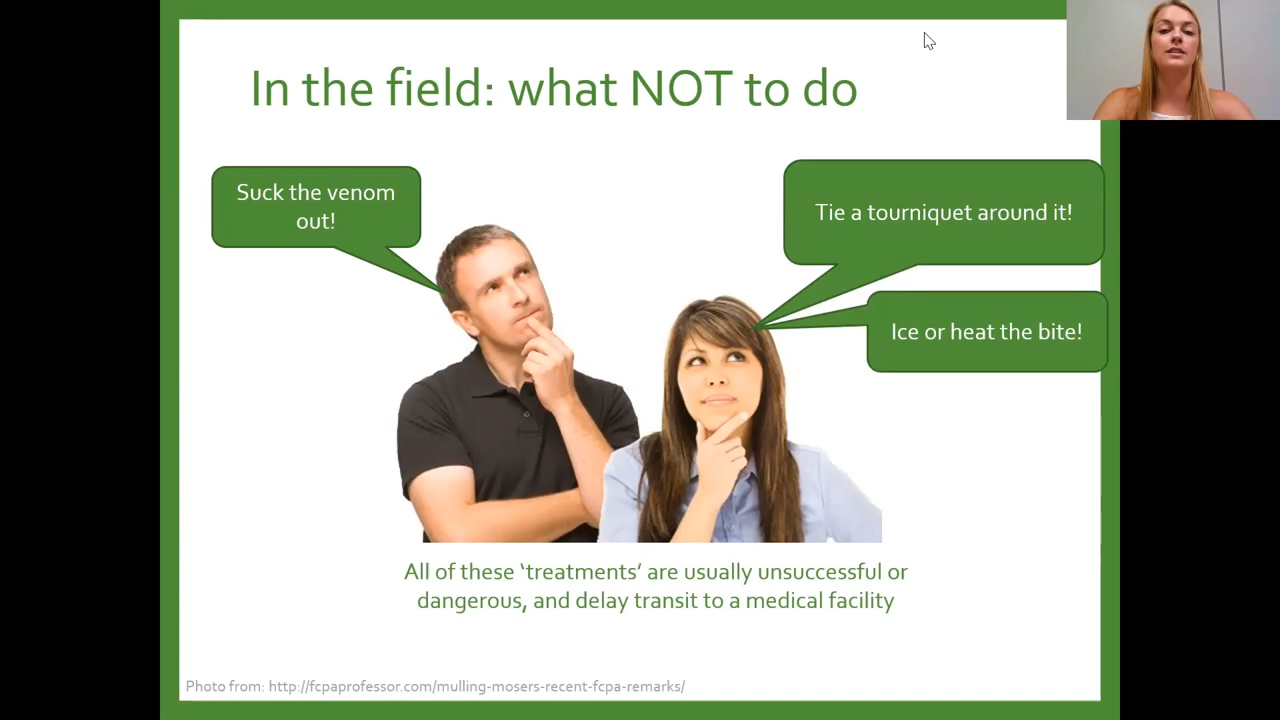 In the field: what NOT to do
Suck the venom
out!
Tie a tourniquet around it!
Ice or heat the bite!
All of these ‘treatments’ are usually unsuccessful or
dangerous, and delay transit to a medical facility
Photo from: http://fcpaprofessor.com/mulling-mosers-recent-fcpa-remarks/